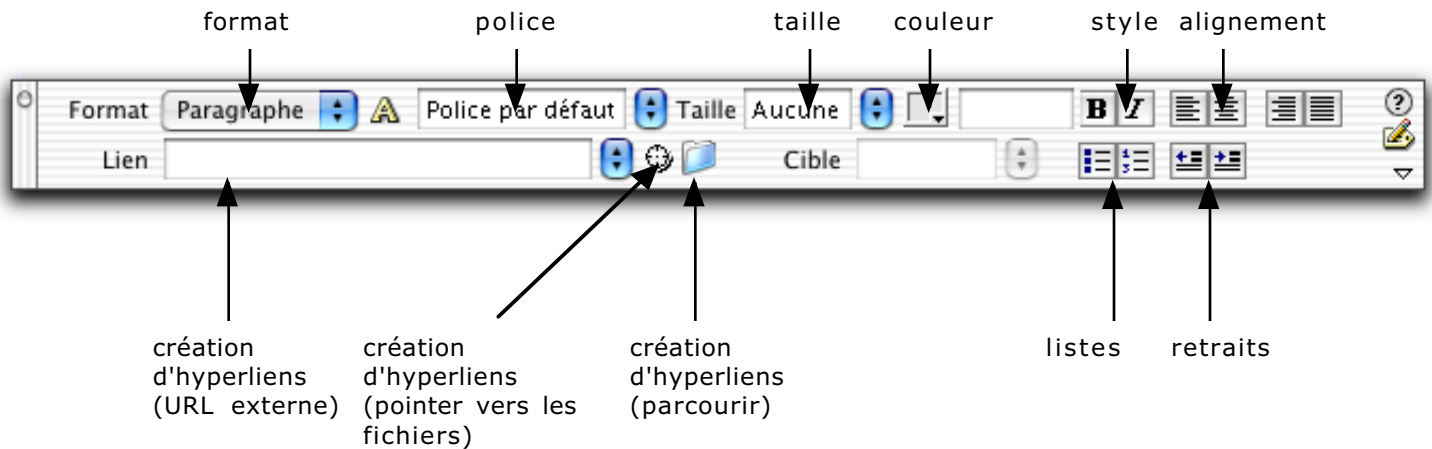 format police taille couleur style alignement
Format Paragraphe A Police par défaut Taille Aucune B I
Lien Cible
création d'hyperliens (URL externe)
création d'hyperliens (pointer vers les fichiers)
création d'hyperliens (parcourir)
listes retraits